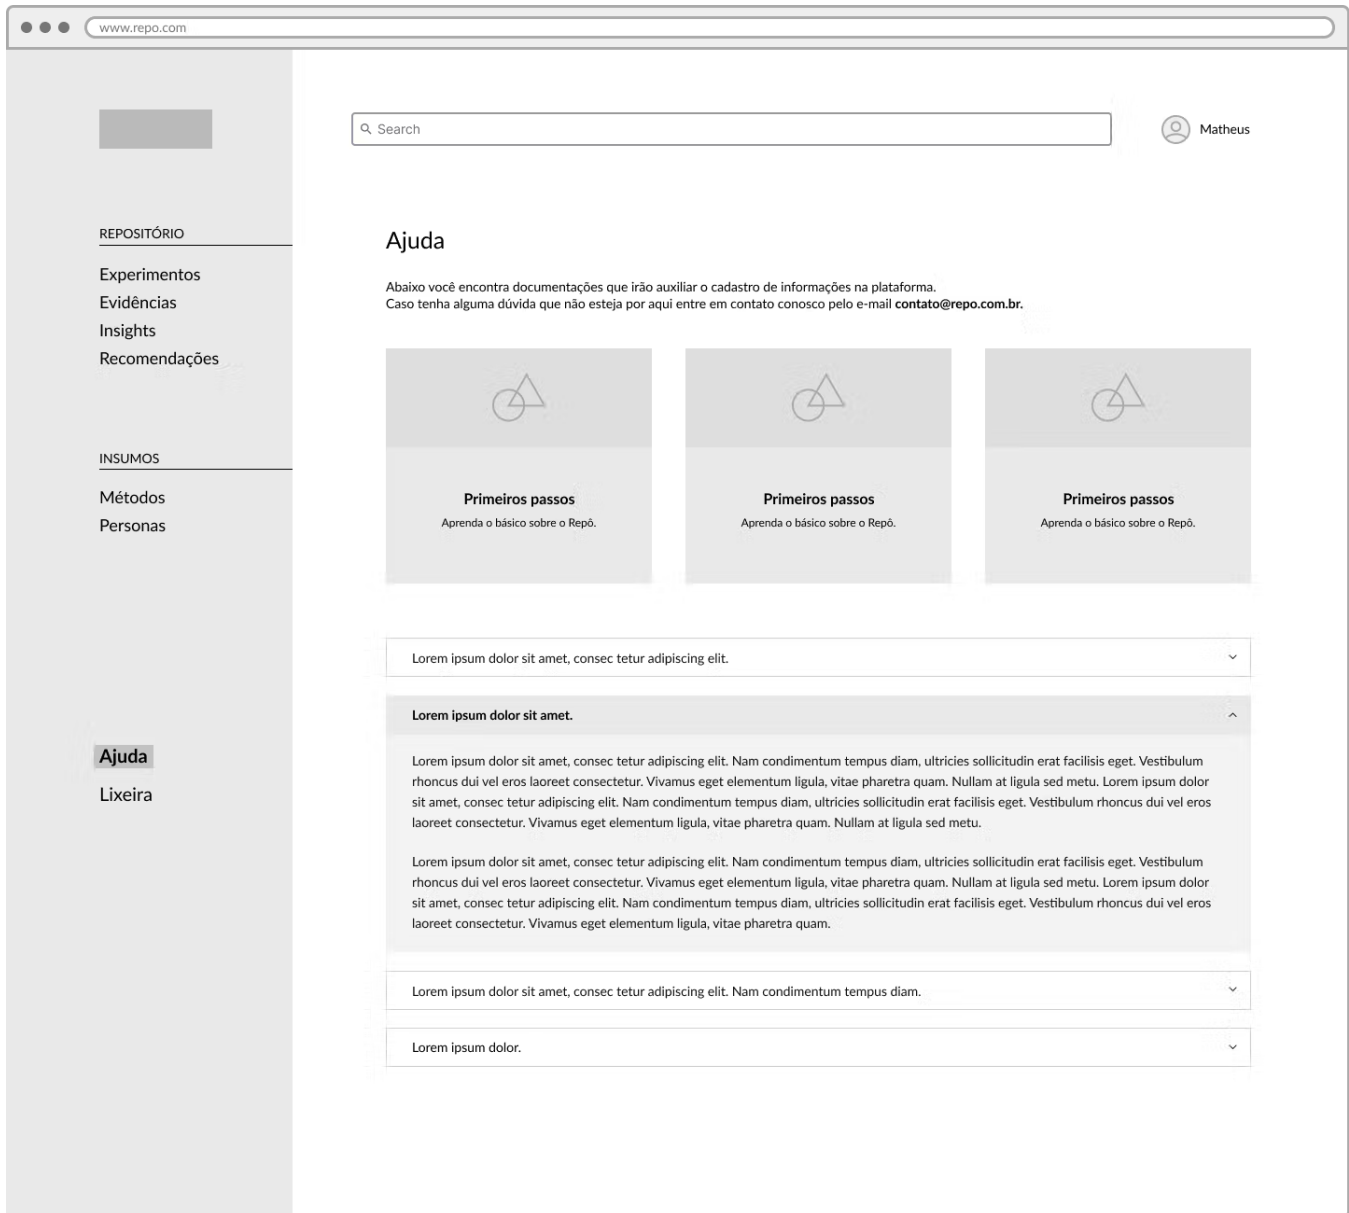 www.repo.com
Search
Matheus
REPOSITÓRIO
Experimentos
Evidências
Insights
Recomendações
INSUMOS
Métodos
Personas
Ajuda
Lixeira
Ajuda
Abaixo você encontra documentações que irão auxiliar o cadastro de informações na plataforma.
Caso tenha alguma dúvida que não esteja por aqui entre em contato conosco pelo e-mail contato@repo.com.br.
Primeiros passos
Aprenda o básico sobre o Repô.
Primeiros passos
Aprenda o básico sobre o Repô.
Primeiros passos
Aprenda o básico sobre o Repô.
Lorem ipsum dolor sit amet, consec tetur adipiscing elit.
Lorem ipsum dolor sit amet.
Lorem ipsum dolor sit amet, consec tetur adipiscing elit. Nam condimentum tempus diam, ultricies sollicitudin erat facilisis eget. Vestibulum
rhoncus dui vel eros laoreet consectetur. Vivamus eget elementum ligula, vitae pharetra quam. Nullam at ligula sed metu. Lorem ipsum dolor
sit amet, consec tetur adipiscing elit. Nam condimentum tempus diam, ultricies sollicitudin erat facilisis eget. Vestibulum rhoncus dui vel eros
laoreet consectetur. Vivamus eget elementum ligula, vitae pharetra quam. Nullam at ligula sed metu.
Lorem ipsum dolor sit amet, consec tetur adipiscing elit. Nam condimentum tempus diam, ultricies sollicitudin erat facilisis eget. Vestibulum
rhoncus dui vel eros laoreet consectetur. Vivamus eget elementum ligula, vitae pharetra quam. Nullam at ligula sed metu. Lorem ipsum dolor
sit amet, consec tetur adipiscing elit. Nam condimentum tempus diam, ultricies sollicitudin erat facilisis eget. Vestibulum rhoncus dui vel eros
laoreet consectetur. Vivamus eget elementum ligula, vitae pharetra quam.
Lorem ipsum dolor sit amet, consec tetur adipiscing elit. Nam condimentum tempus diam.
Lorem ipsum dolor.